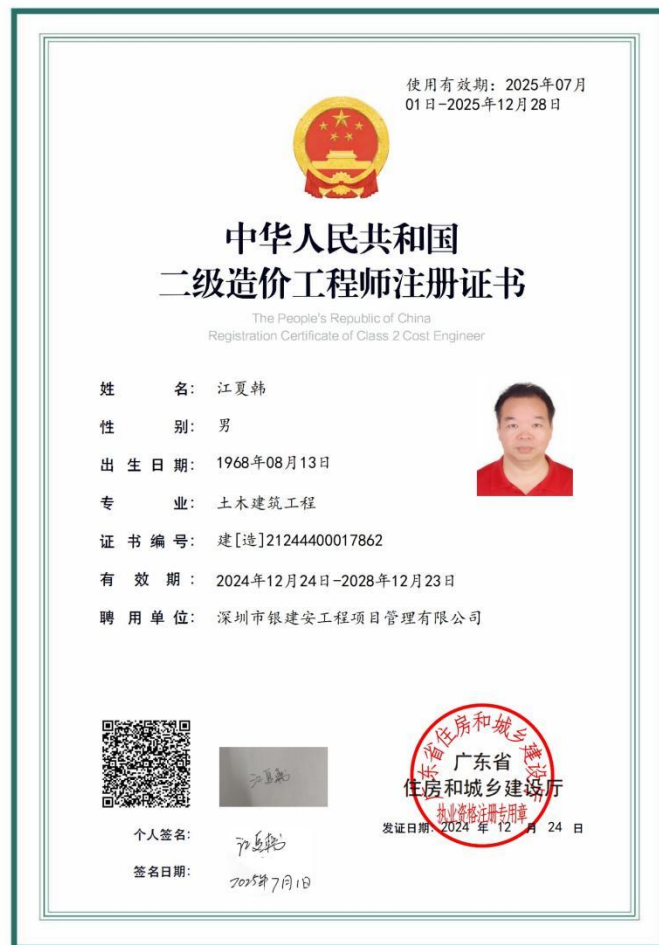 使用有效期：2025年07月
01日-2025年12月28日
中华人民共和国
二级造价工程师注册证书
The People's Republic of China
Registration Certificate of Class 2 Cost Engineer
姓名：江夏韩
性别：男
出生日期：1968年08月13日
专业：土木建筑工程
证书编号：建[造]21244400017862
有效期：2024年12月24日-2028年12月23日
聘用单位：深圳市银建安工程项目管理有限公司
江夏韩
广东省住房和城乡建设厅
广东省
住房和城乡建设厅
执业资格注册专用章
个人签名：江夏韩
发证日期：2024 年 12 月 24 日
签名日期：2025年7月1日